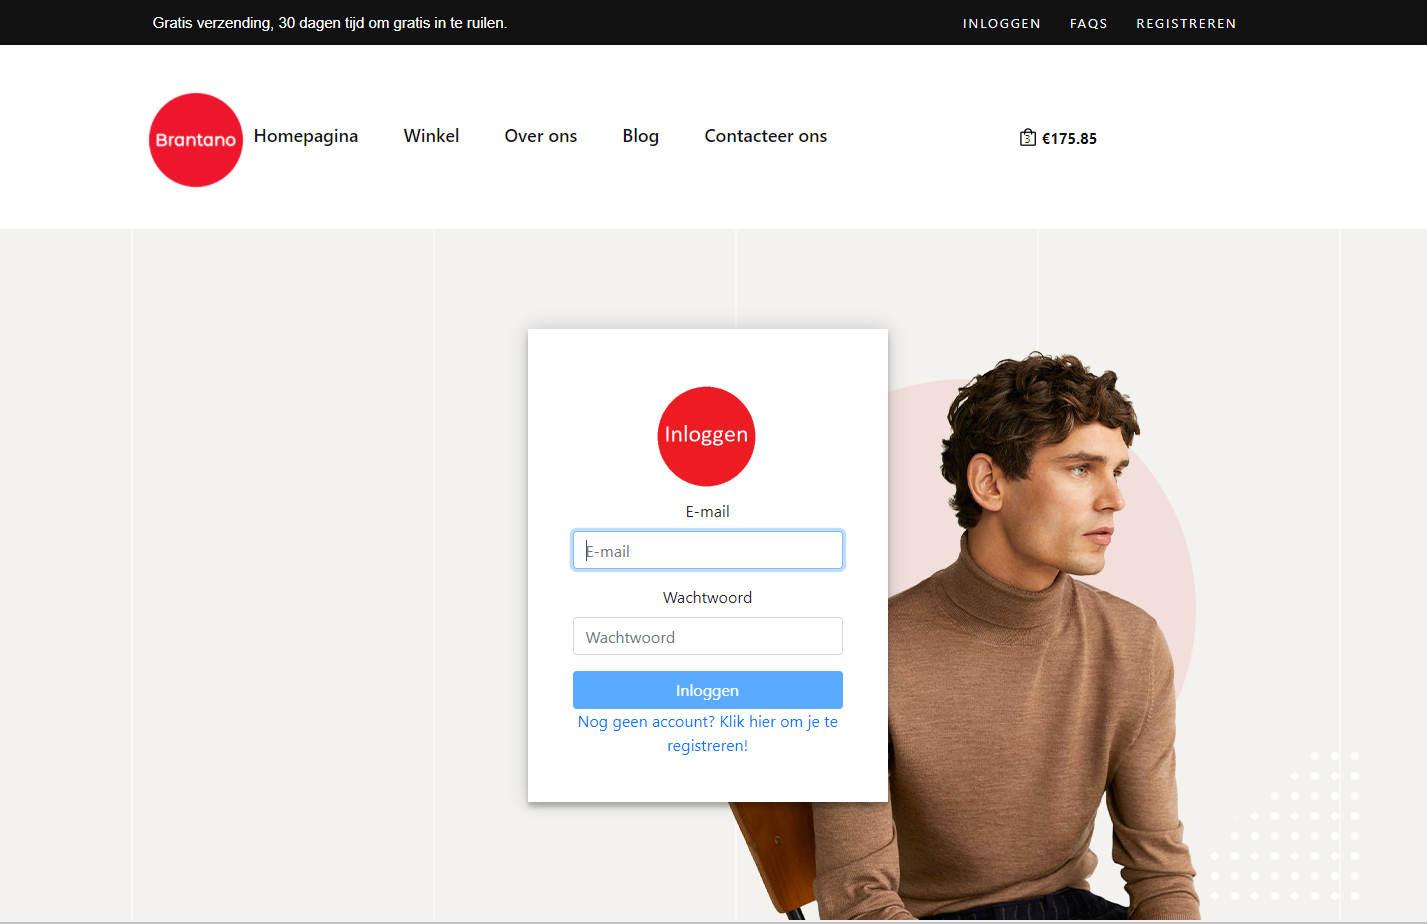 Gratis verzending, 30 dagen tijd om gratis in te ruilen.
INLOGGEN FAQS REGISTREREN
Brantano
Homepagina Winkel Over ons Blog Contacteer ons
3 €175.85
Inloggen
E-mail
E-mail
Wachtwoord
Wachtwoord
Inloggen
Nog geen account? Klik hier om je te
registreren!